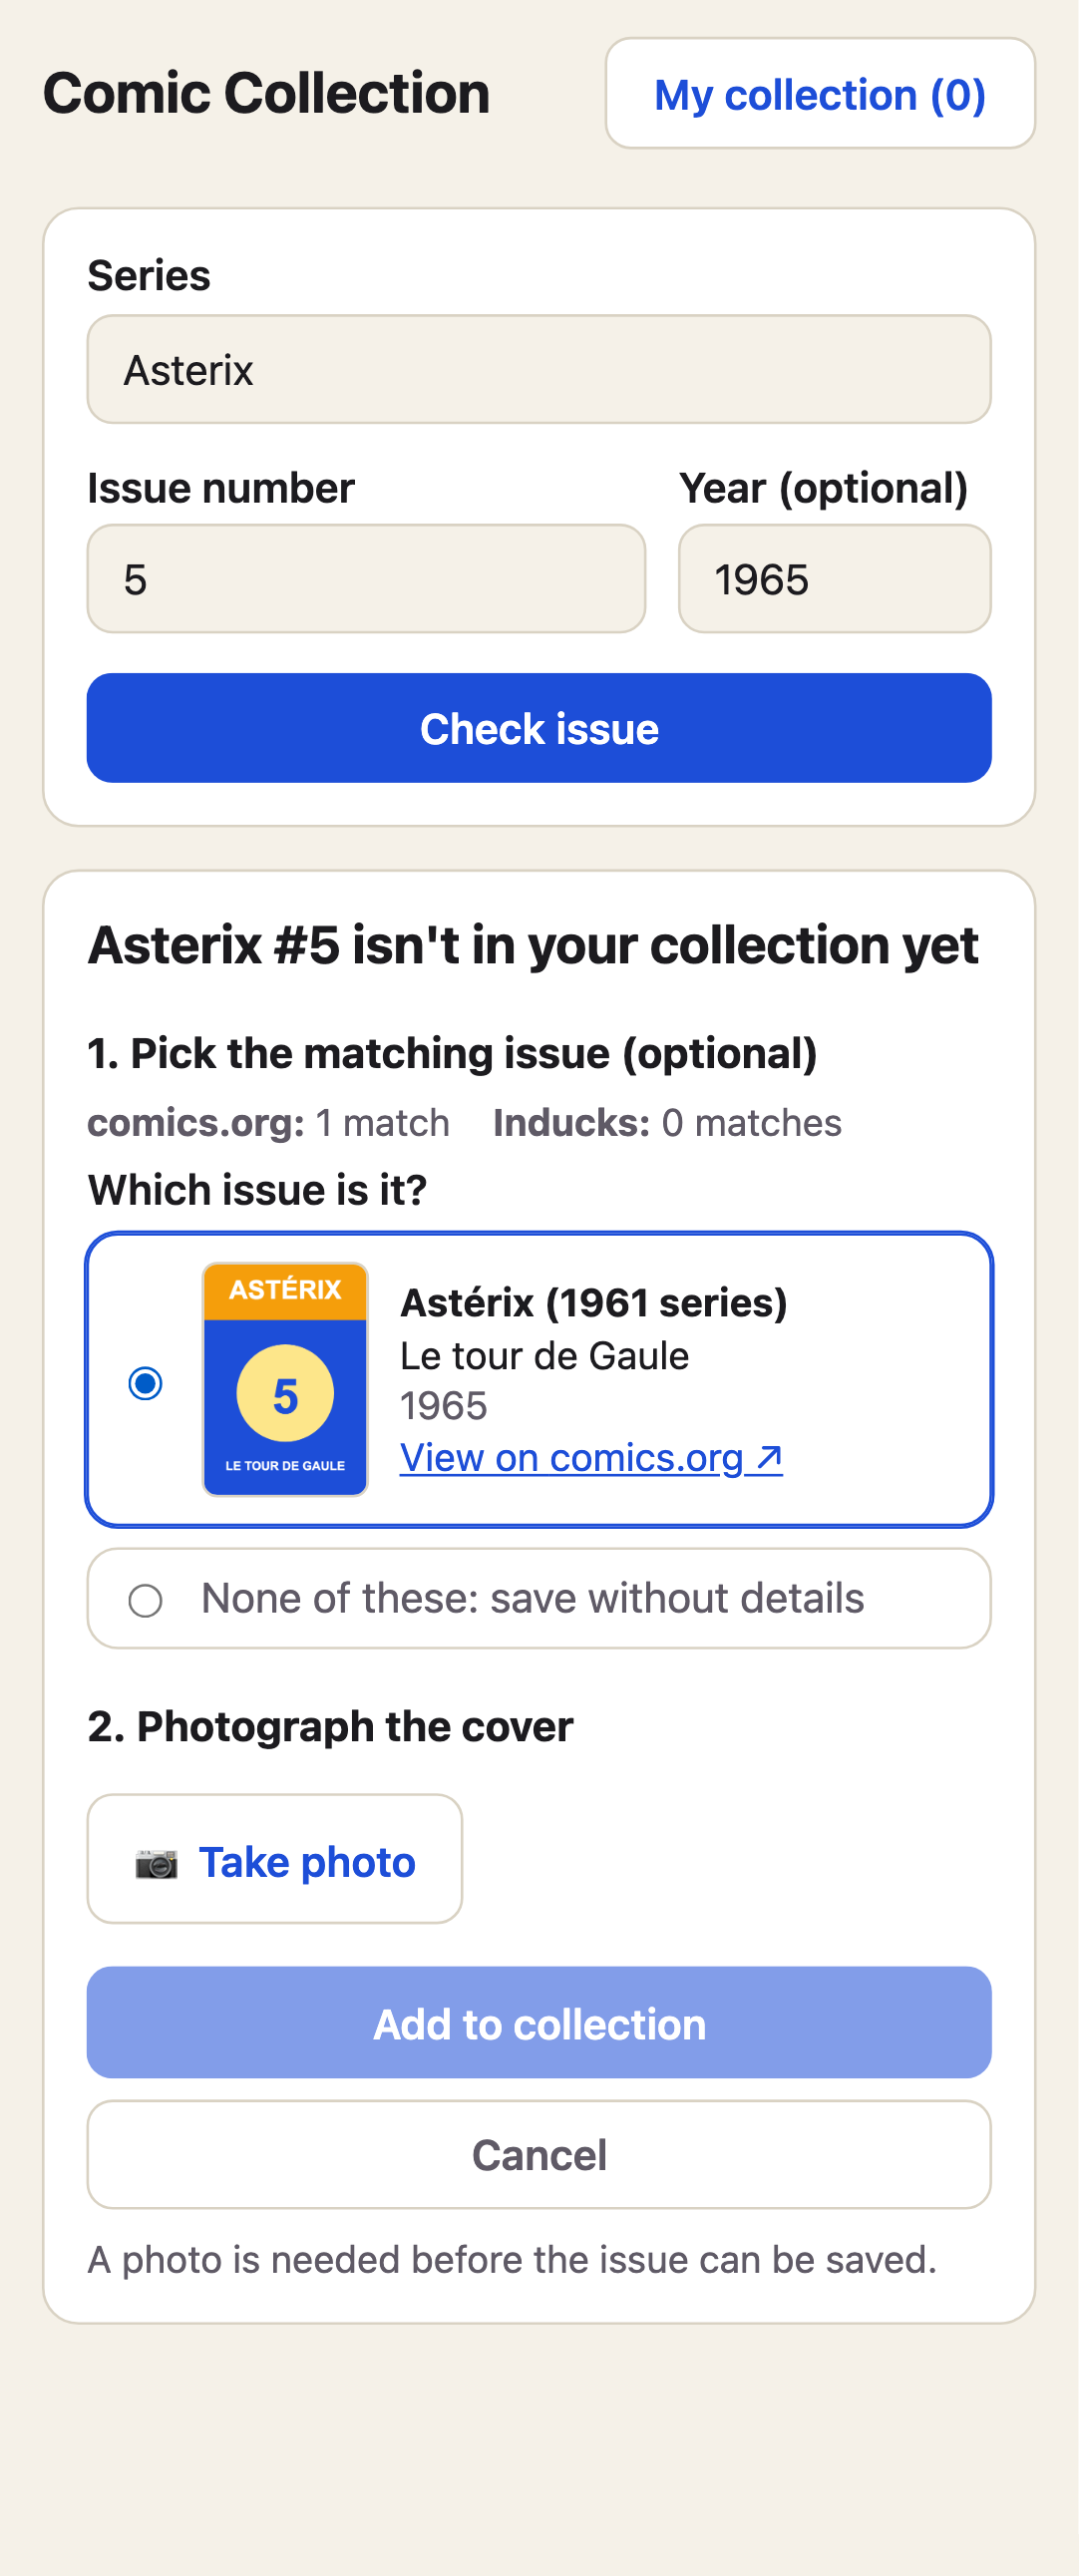 Comic Collection
My collection (0)
Series
Asterix
Issue number
Year (optional)
5
1965
Check issue
Asterix #5 isn't in your collection yet
1. Pick the matching issue (optional)
comics.org: 1 match Inducks: 0 matches
Which issue is it?
ASTÉRIX
5
LE TOUR DE GAULE
Astérix (1961 series)
Le tour de Gaule
1965
View on comics.org ↗
None of these: save without details
2. Photograph the cover
📷 Take photo
Add to collection
Cancel
A photo is needed before the issue can be saved.